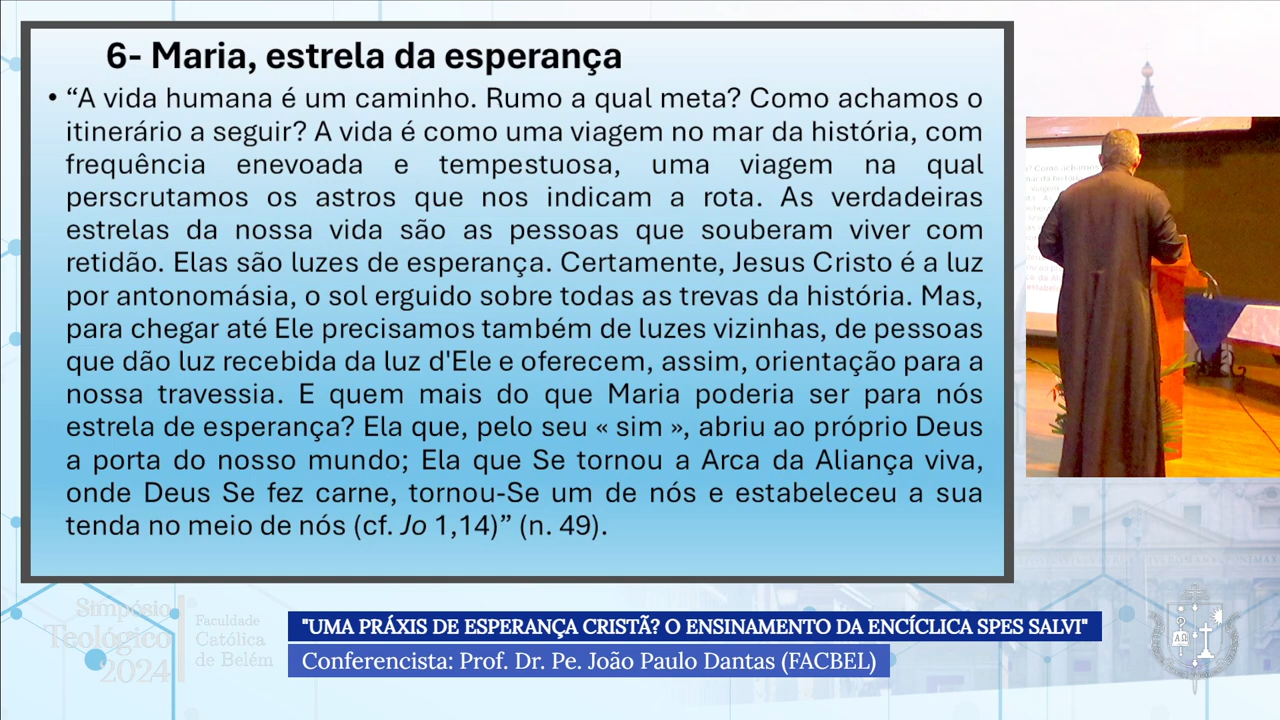 6- Maria, estrela da esperança
• “A vida humana é um caminho. Rumo a qual meta? Como achamos o
itinerário a seguir? A vida é como uma viagem no mar da história, com
frequência enevoada e tempestuosa, uma viagem na qual
perscrutamos os astros que nos indicam a rota. As verdadeiras
estrelas da nossa vida são as pessoas que souberam viver com
retidão. Elas são luzes de esperança. Certamente, Jesus Cristo é a luz
por antonomásia, o sol erguido sobre todas as trevas da história. Mas,
para chegar até Ele precisamos também de luzes vizinhas, de pessoas
que dão luz recebida da luz d'Ele e oferecem, assim, orientação para a
nossa travessia. E quem mais do que Maria poderia ser para nós
estrela de esperança? Ela que, pelo seu « sim », abriu ao próprio Deus
a porta do nosso mundo; Ela que Se tornou a Arca da Aliança viva,
onde Deus Se fez carne, tornou-Se um de nós e estabeleceu a sua
tenda no meio de nós (cf. Jo 1,14)” (n. 49).
Simpósio
Teológico
2024
Faculdade
Católica
de Belém
"UMA PRÁXIS DE ESPERANÇA CRISTÃ? O ENSINAMENTO DA ENCÍCLICA SPES SALVI"
Conferencista: Prof. Dr. Pe. João Paulo Dantas (FACBEL)